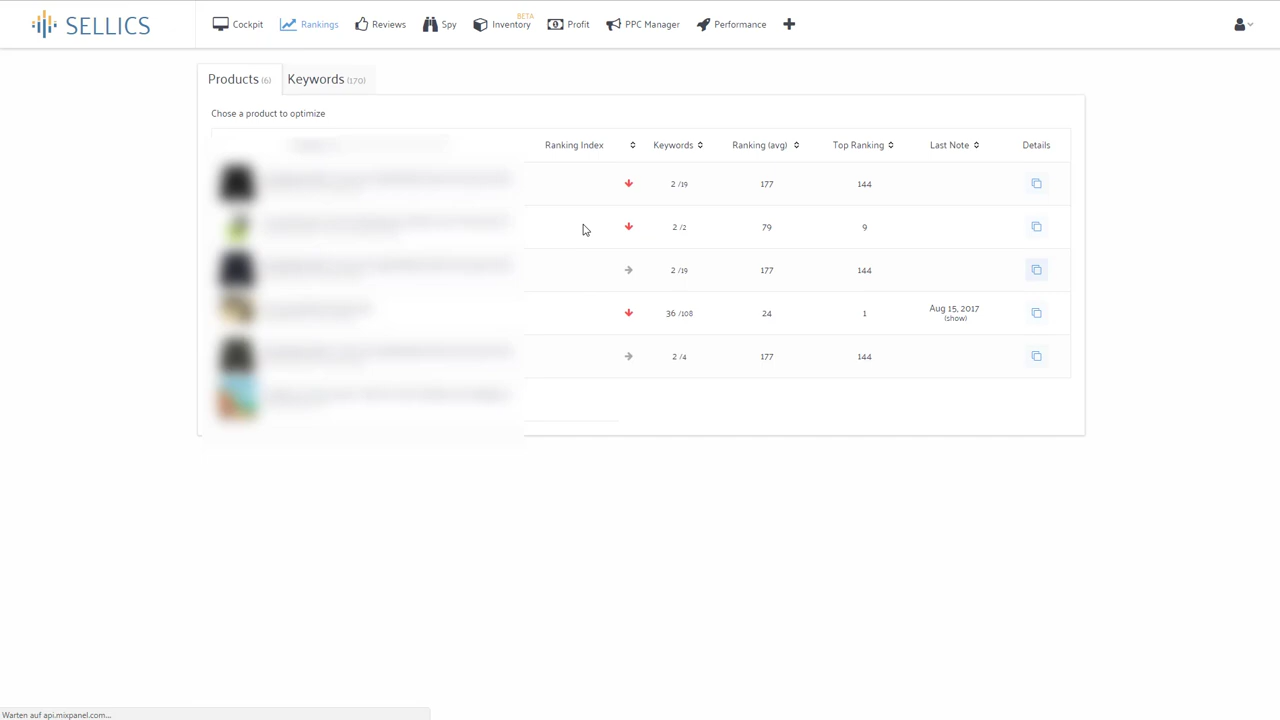 SELLICS
Cockpit
Rankings
Reviews
Spy
Inventory
BETA
Profit
PPC Manager
Performance
Products (6)
Keywords (170)
Chose a product to optimize
Ranking Index
Keywords
Ranking (avg)
Top Ranking
Last Note
Details
2 /19
177
144
2 /2
79
9
2 /19
177
144
36 /108
24
1
Aug 15, 2017
(show)
2 /4
177
144
Warten auf api.mixpanel.com...